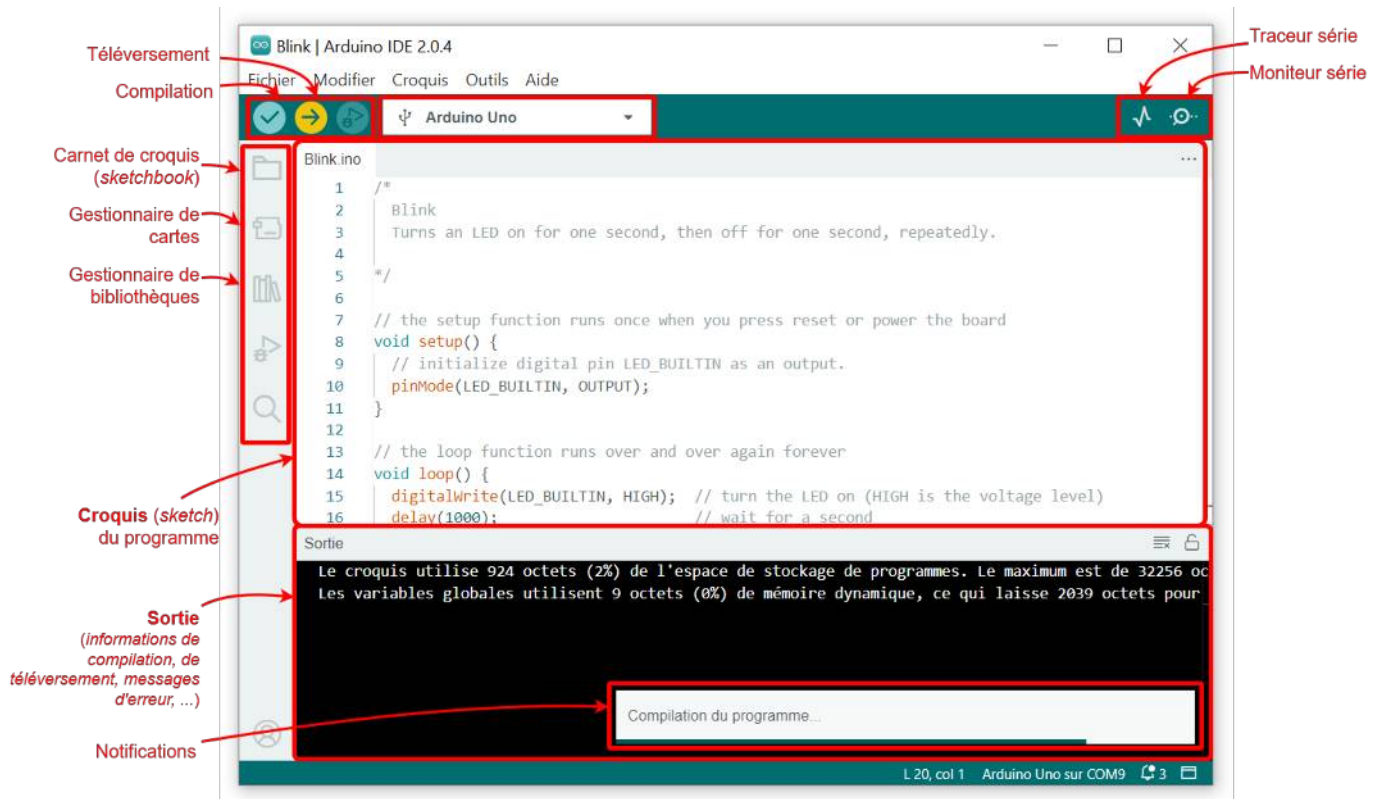 Téléversement
Compilation
Carnet de croquis
(sketchbook)
Gestionnaire de
cartes
Gestionnaire de
bibliothèques
Croquis (sketch)
du programme
Sortie
(informations de
compilation, de
téléversement, messages
d'erreur, ...)
Notifications
Traceur série
Moniteur série
Blink | Arduino IDE 2.0.4
Fichier Modifier Croquis Outils Aide
Arduino Uno
Blink.ino
1 /*
2 Blink
3 Turns an LED on for one second, then off for one second, repeatedly.
4
5 */
6
7 // the setup function runs once when you press reset or power the board
8 void setup() {
9 // initialize digital pin LED_BUILTIN as an output.
10 pinMode(LED_BUILTIN, OUTPUT);
11 }
12
13 // the loop function runs over and over again forever
14 void loop() {
15 digitalWrite(LED_BUILTIN, HIGH); // turn the LED on (HIGH is the voltage level)
16 delay(1000); // wait for a second
Sortie
Le croquis utilise 924 octets (2%) de l'espace de stockage de programmes. Le maximum est de 32256 oc
Les variables globales utilisent 9 octets (0%) de mémoire dynamique, ce qui laisse 2039 octets pour
Compilation du programme...
L 20, col 1 Arduino Uno sur COM9 3